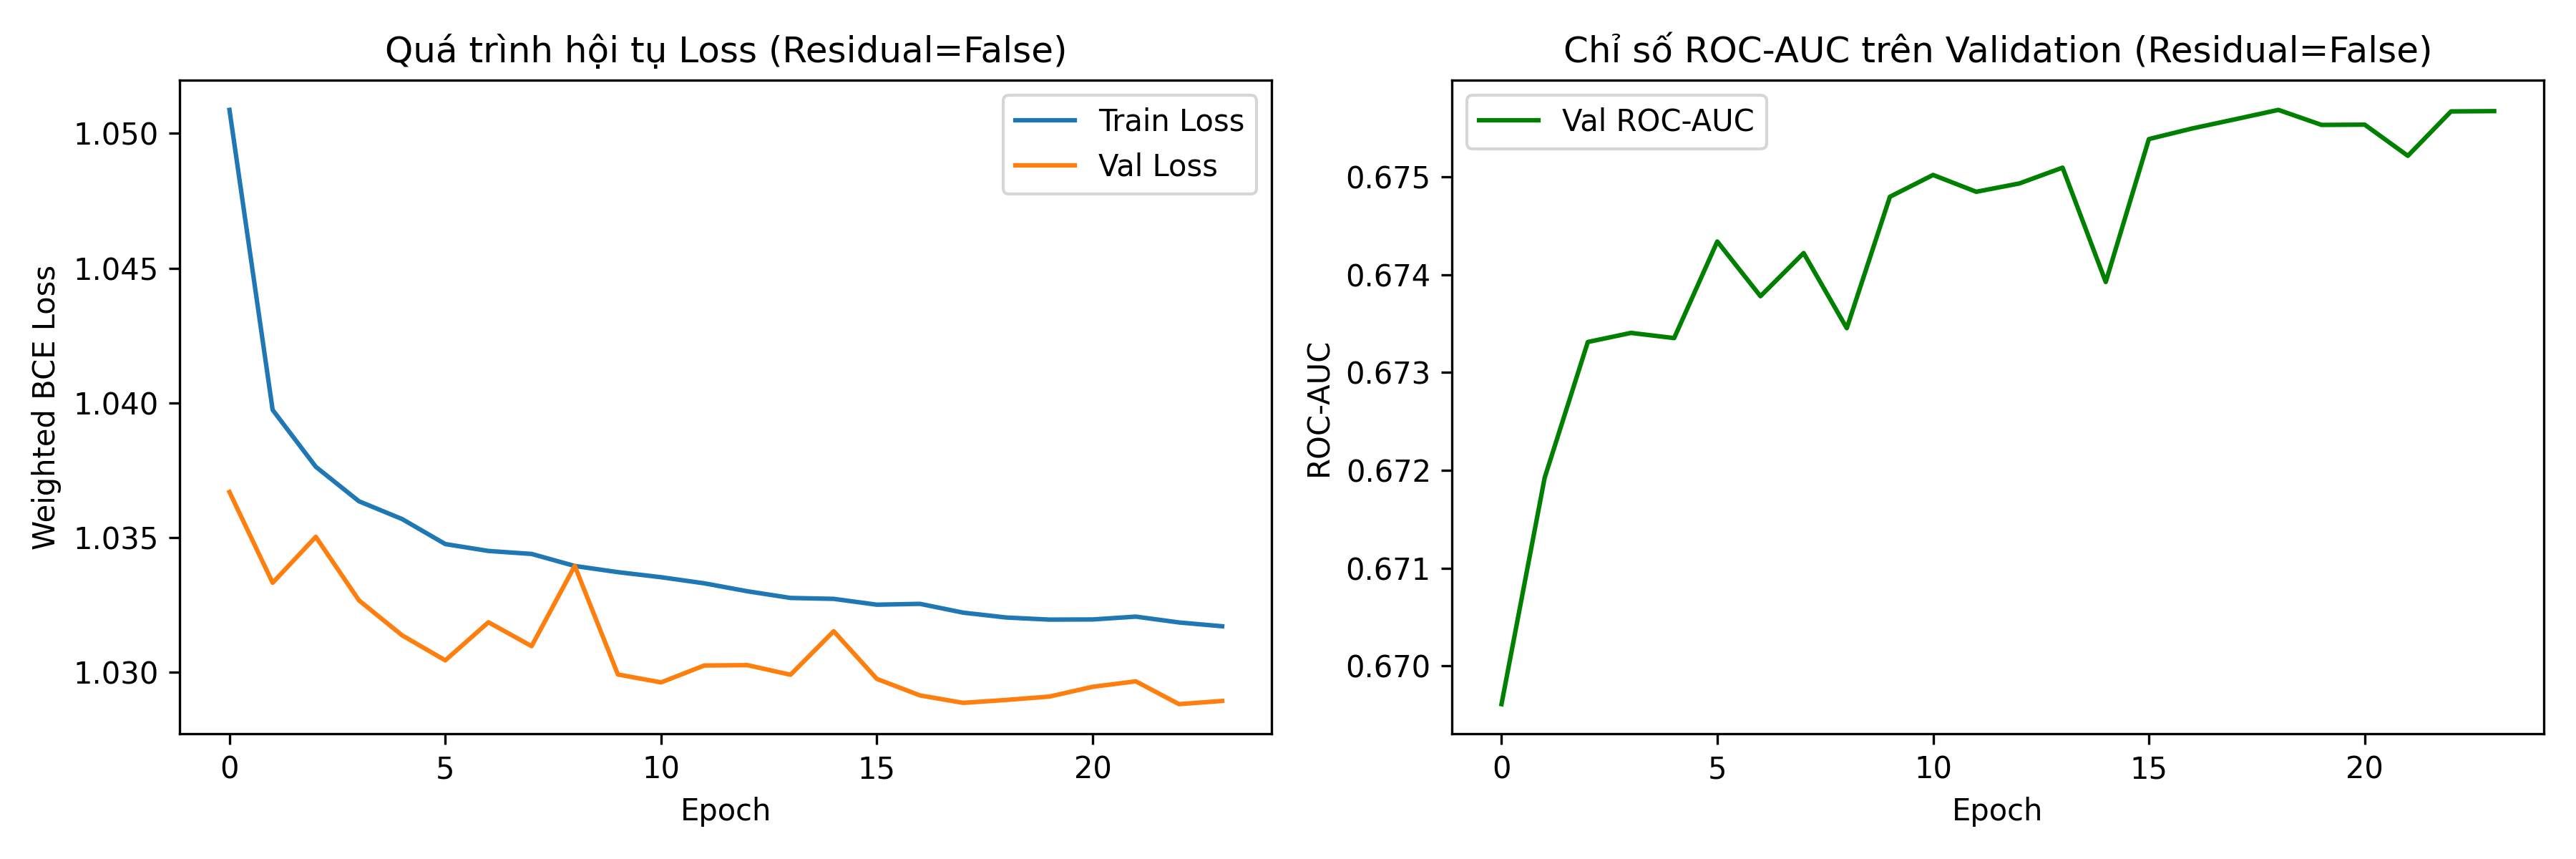 Quá trình hội tụ Loss (Residual=False)
Train Loss
Val Loss
Weighted BCE Loss
1.050
1.045
1.040
1.035
1.030
0
5
10
15
20
Epoch
Chỉ số ROC-AUC trên Validation (Residual=False)
Val ROC-AUC
ROC-AUC
0.675
0.674
0.673
0.672
0.671
0.670
0
5
10
15
20
Epoch